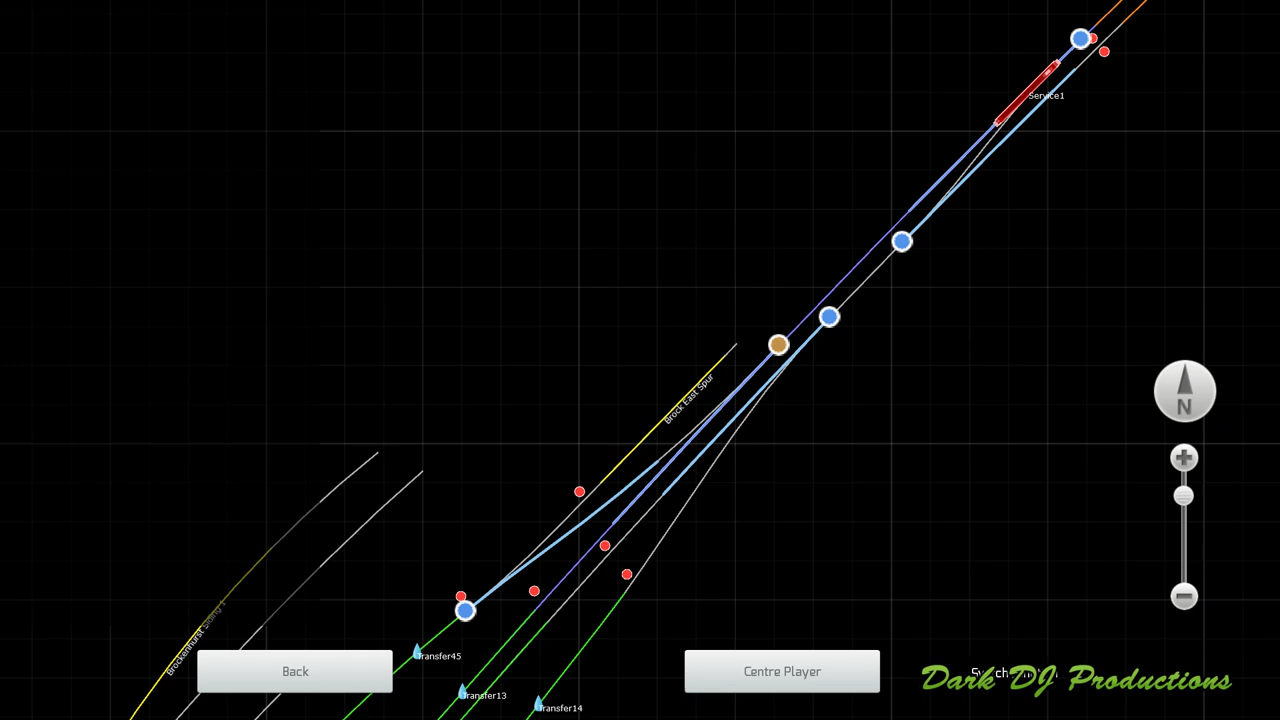 Service1
Brock East Spur
Brockenhurst Siding 1
N
Transfer45
Back
Centre Player
Dark DJ Productions
Transfer13
Transfer14